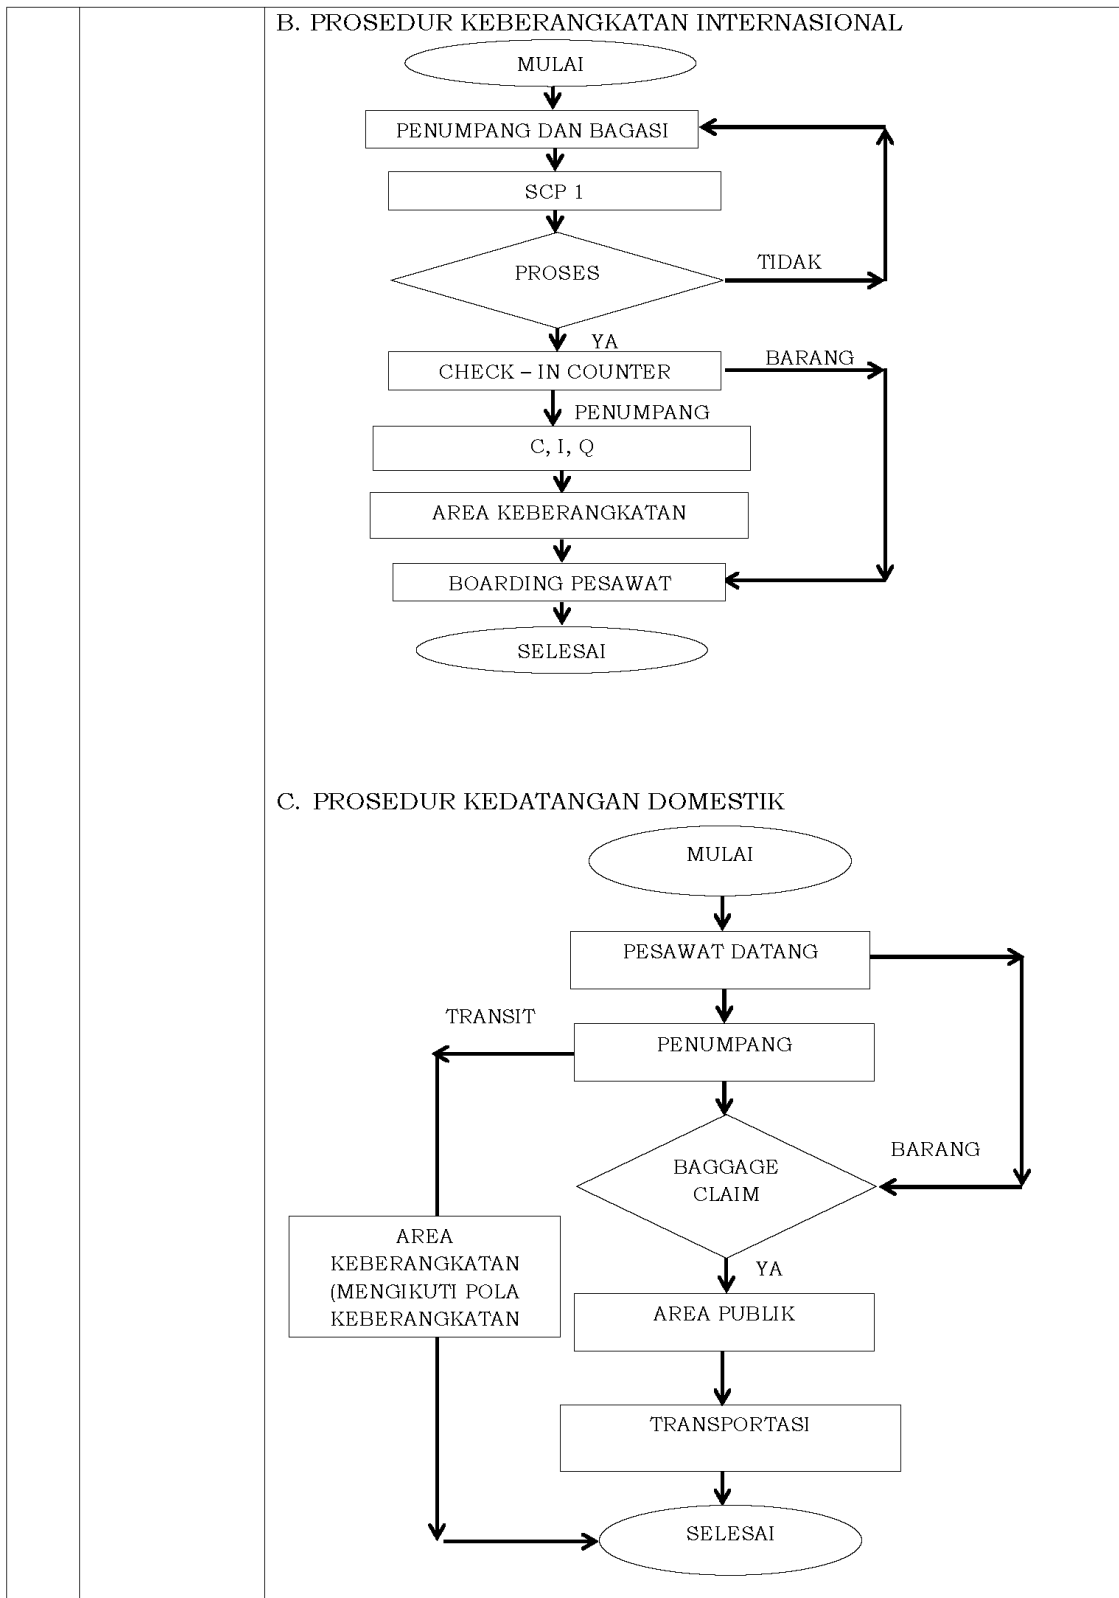 B. PROSEDUR KEBERANGKATAN INTERNASIONAL
MULAI
PENUMPANG DAN BAGASI
SCP 1
PROSES
TIDAK
YA
CHECK – IN COUNTER
BARANG
PENUMPANG
C, I, Q
AREA KEBERANGKATAN
BOARDING PESAWAT
SELESAI
C. PROSEDUR KEDATANGAN DOMESTIK
MULAI
PESAWAT DATANG
TRANSIT
PENUMPANG
BARANG
BAGGAGE
CLAIM
AREA
KEBERANGKATAN
(MENGIKUTI POLA
KEBERANGKATAN
YA
AREA PUBLIK
TRANSPORTASI
SELESAI